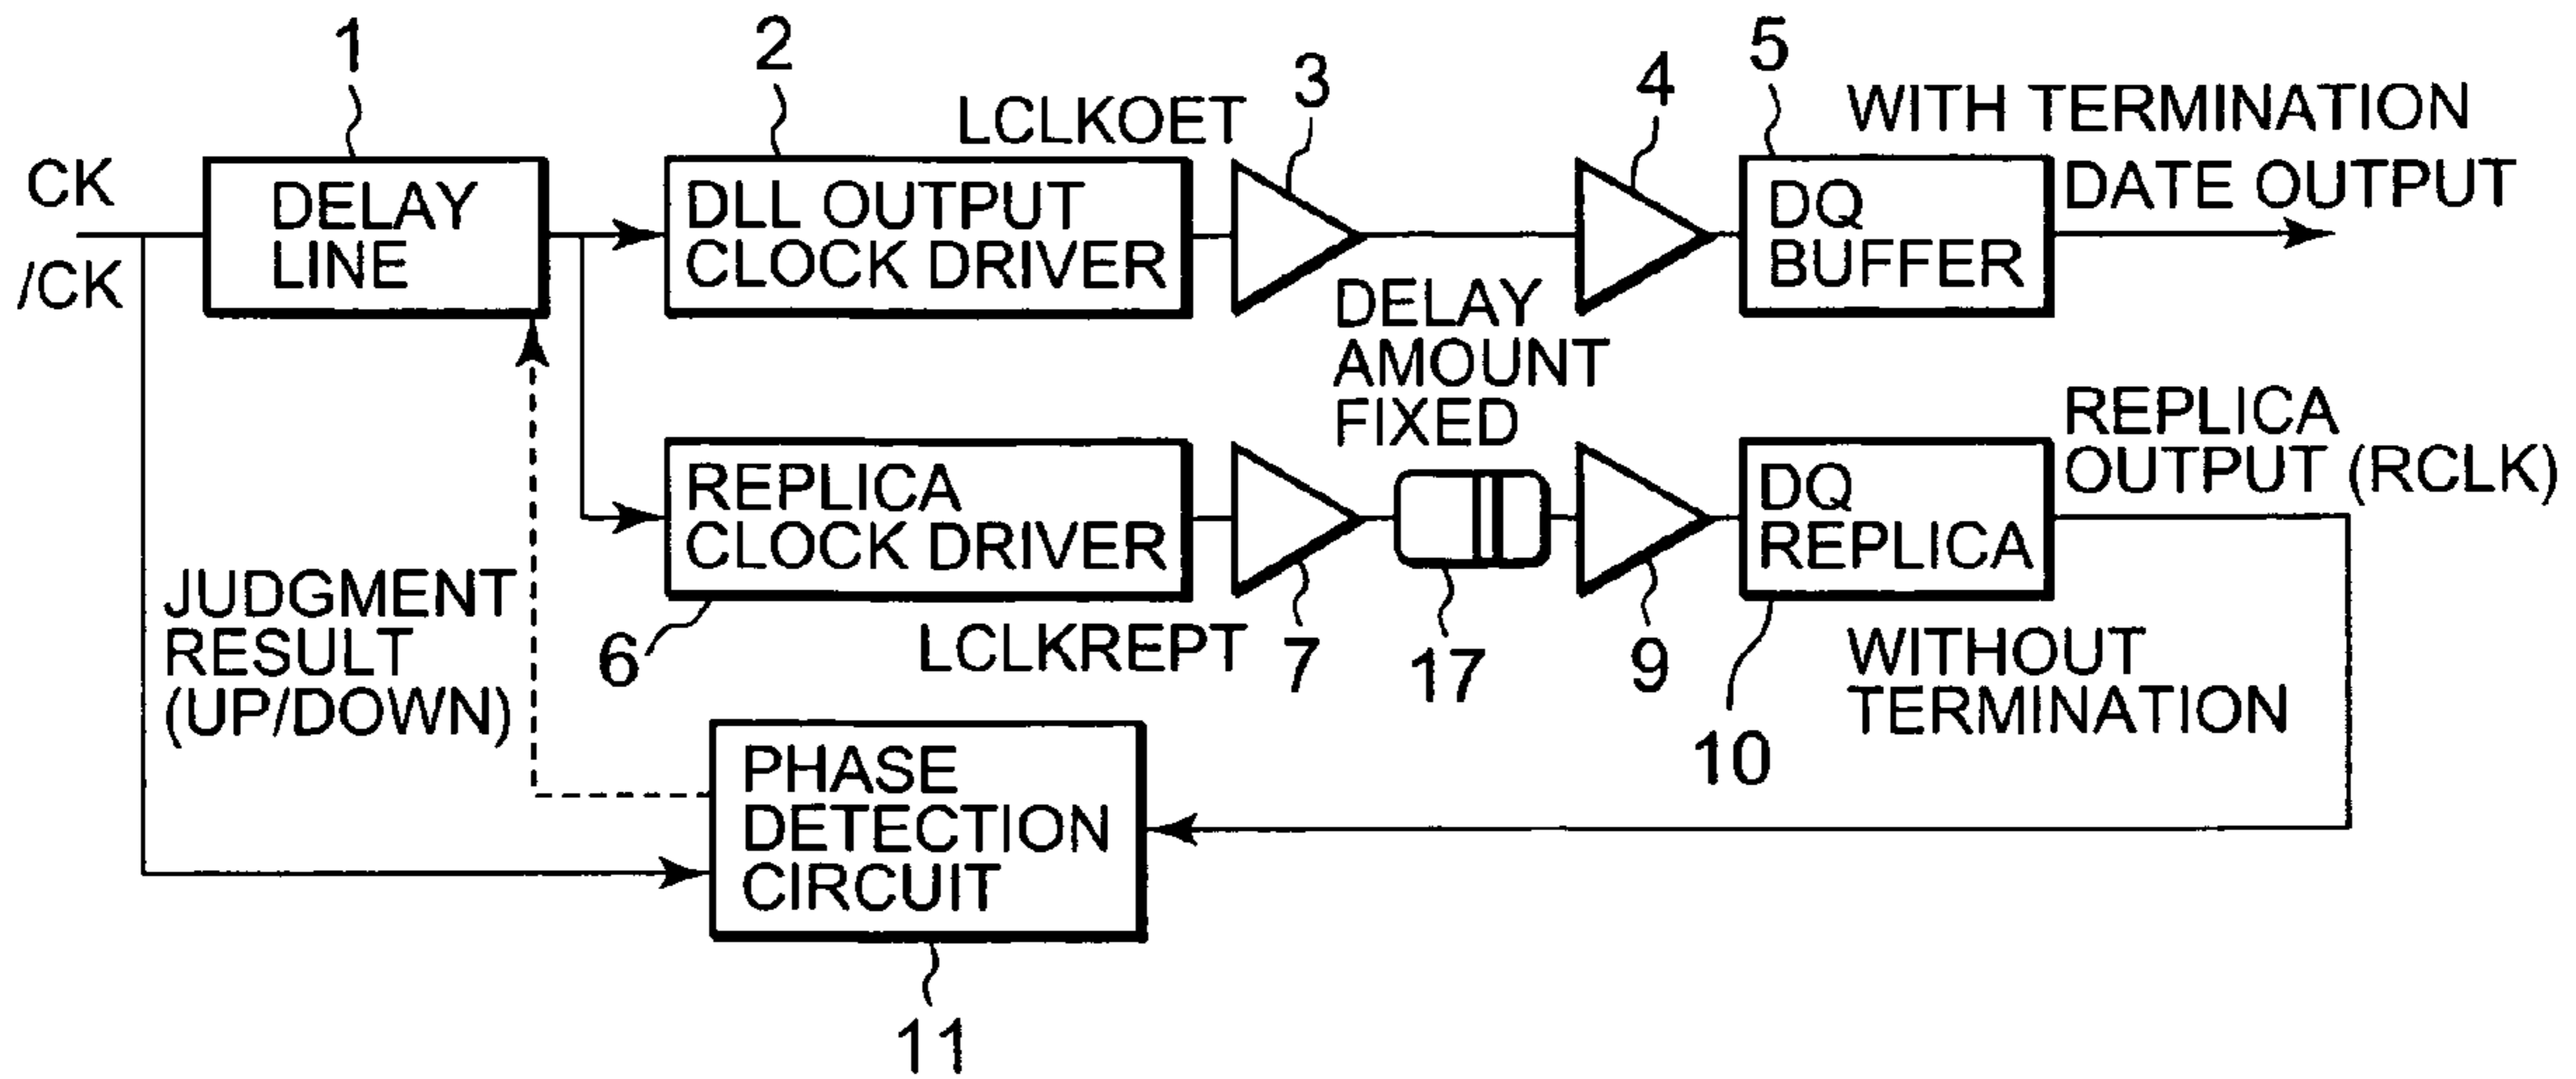 1
2
3
4
5
LCLKOET
WITH TERMINATION
CK
/CK
DELAY
LINE
DLL OUTPUT
CLOCK DRIVER
DQ
BUFFER
DATE OUTPUT
DELAY
AMOUNT
FIXED
REPLICA
CLOCK DRIVER
DQ
REPLICA
REPLICA
OUTPUT (RCLK)
JUDGMENT
RESULT
(UP/DOWN)
6
LCLKREPT
7
17
9
10
WITHOUT
TERMINATION
PHASE
DETECTION
CIRCUIT
11